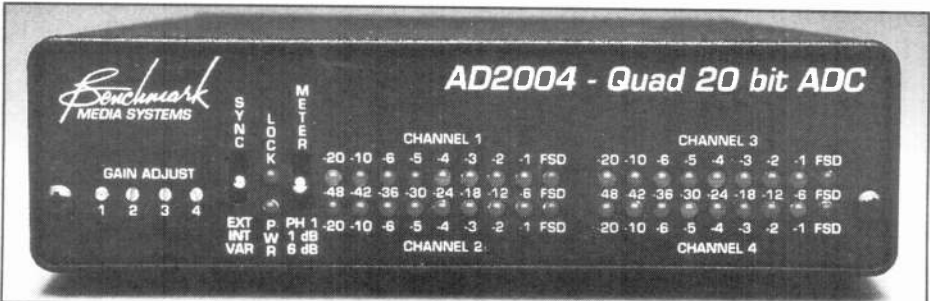 Benchmark
MEDIA SYSTEMS
AD2004 - Quad 20 bit ADC
GAIN ADJUST
1 2 3 4
SYNC
EXT
INT
VAR
LOCK
PWR
METER
PH 1
1 dB
6 dB
CHANNEL 1
-20 -10 -6 -5 -4 -3 -2 -1 FSD
-48 -42 -36 -30 -24 -18 -12 -6 FSD
-20 -10 -6 -5 -4 -3 -2 -1 FSD
CHANNEL 2
CHANNEL 3
-20 -10 -6 -5 -4 -3 -2 -1 FSD
48 -42 -36 -30 -24 -18 -12 -6 FSD
-20 -10 -6 -5 -4 -3 -2 -1 FSD
CHANNEL 4